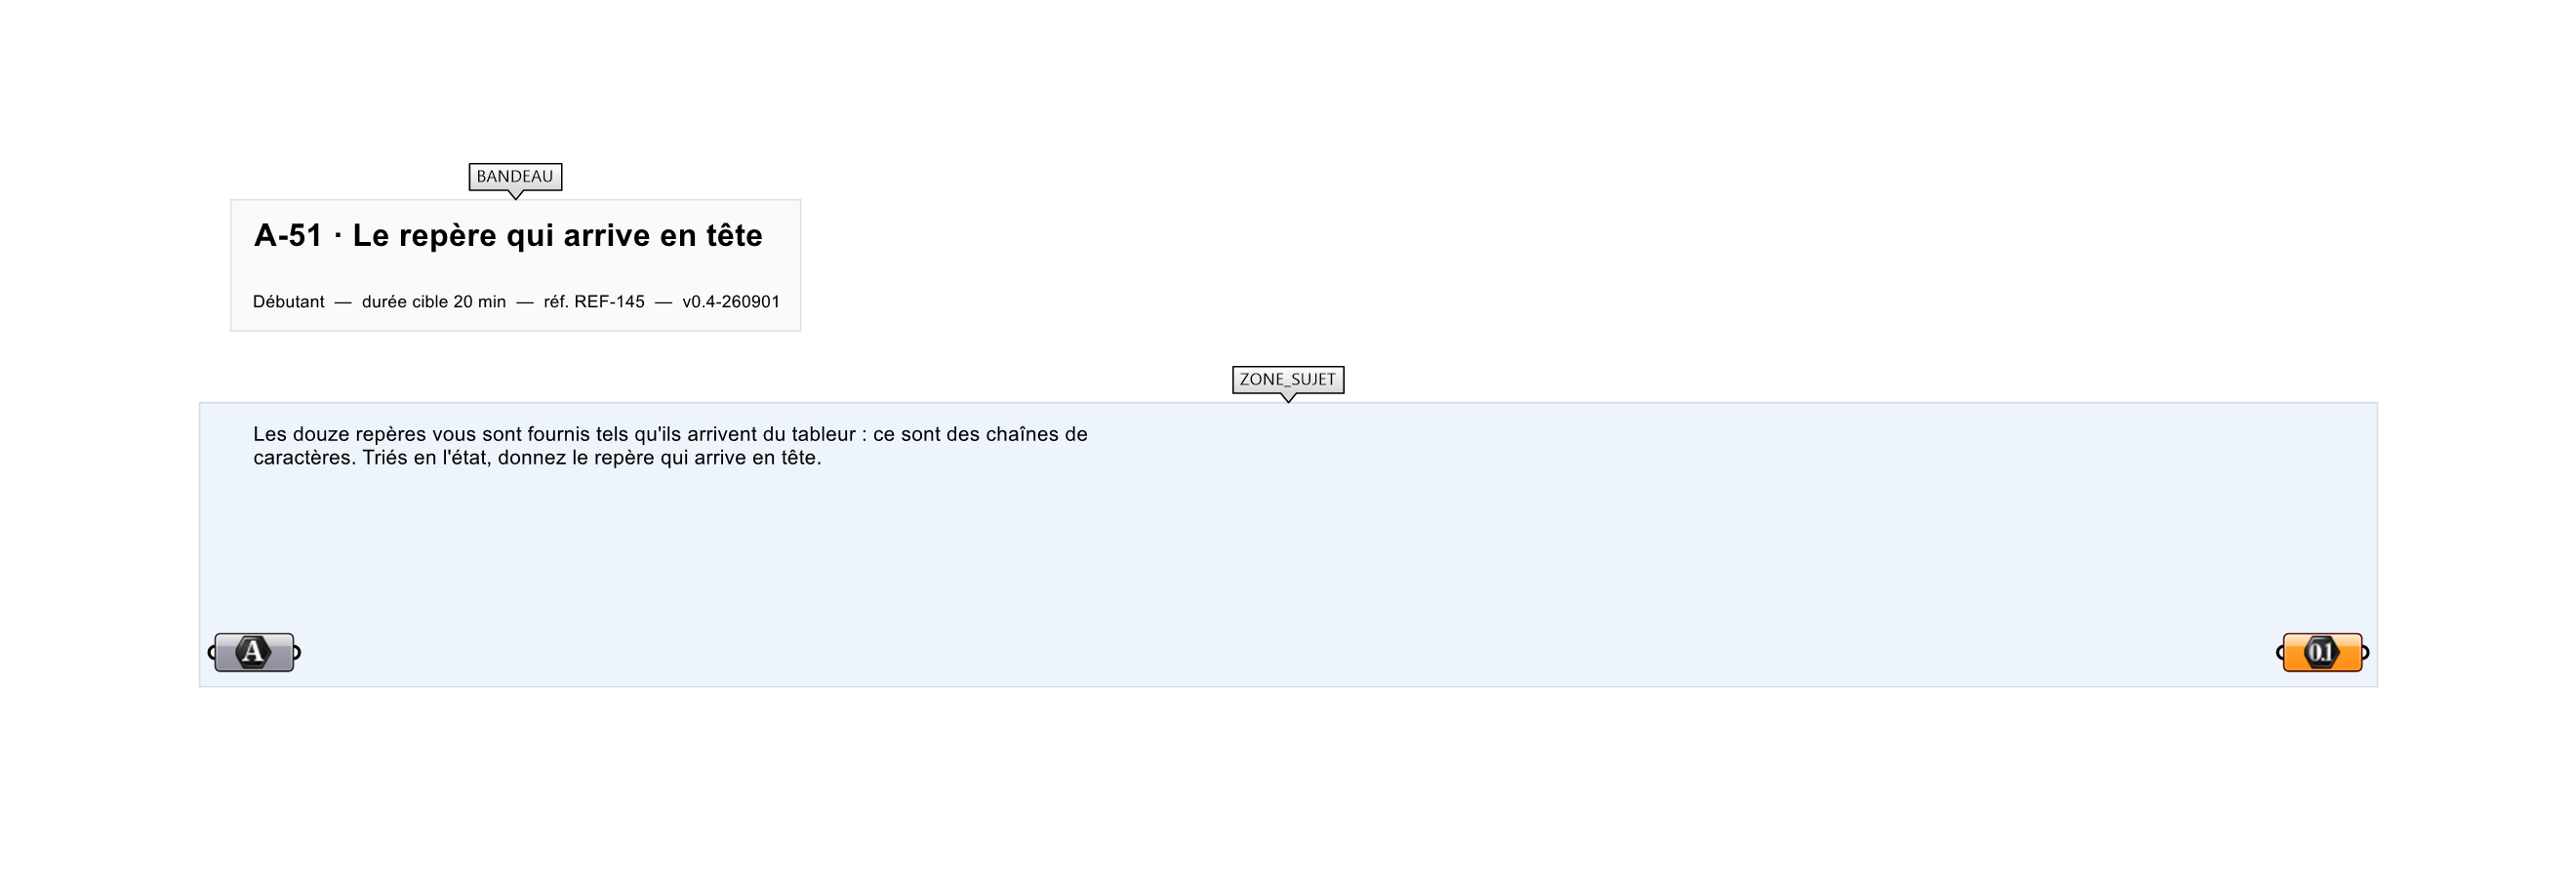 BANDEAU
A-51 · Le repère qui arrive en tête
Débutant — durée cible 20 min — réf. REF-145 — v0.4-260901
ZONE_SUJET
Les douze repères vous sont fournis tels qu'ils arrivent du tableur : ce sont des chaînes de
caractères. Triés en l'état, donnez le repère qui arrive en tête.
A
0.1